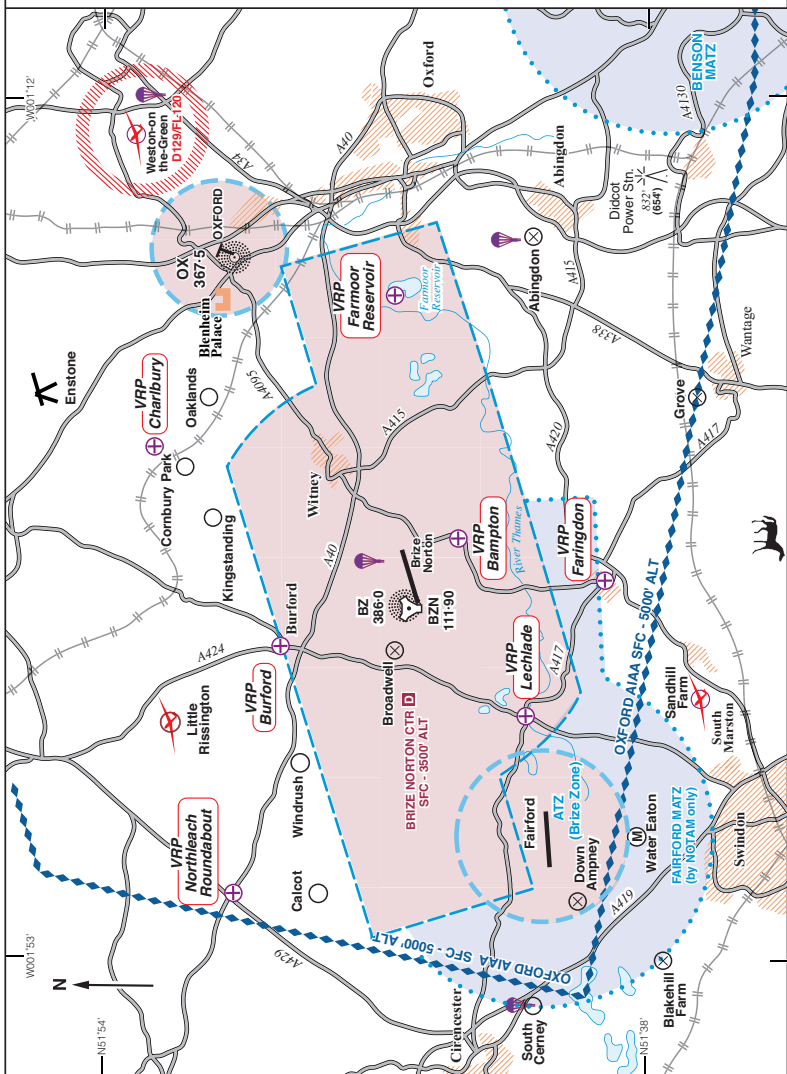 W001°53'
W001°12'
N51°54'
N51°38'
N
VRP
Northleach
Roundabout
A429
Calcot
Windrush
Little
Rissington
A424
VRP
Burford
Burford
Kingstanding
Cornbury Park
VRP
Charlbury
Oaklands
Enstone
Blenheim
Palace
OX
367·5
OXFORD
Weston-on
the-Green
D129/FL120
A34
A40
Oxford
A4095
Witney
A40
A415
VRP
Farmoor
Reservoir
Farmoor
Reservoir
BRIZE NORTON CTR D
SFC - 3500' ALT
Broadwell
BZ
386·0
BZN
111·90
Brize
Norton
VRP
Bampton
River Thames
VRP
Lechlade
A417
VRP
Faringdon
A420
A338
A415
Abingdon
Abingdon
Didcot
Power Stn.
832'
(654')
A4130
BENSON
MATZ
Wantage
Grove
A417
OXFORD AIAA SFC - 5000' ALT
OXFORD AIAA SFC - 5000' ALT
Cirencester
South
Cerney
Fairford
ATZ
(Brize Zone)
Down
Ampney
A419
M
Water Eaton
FAIRFORD MATZ
(by NOTAM only)
Blakehill
Farm
Swindon
South
Marston
Sandhill
Farm